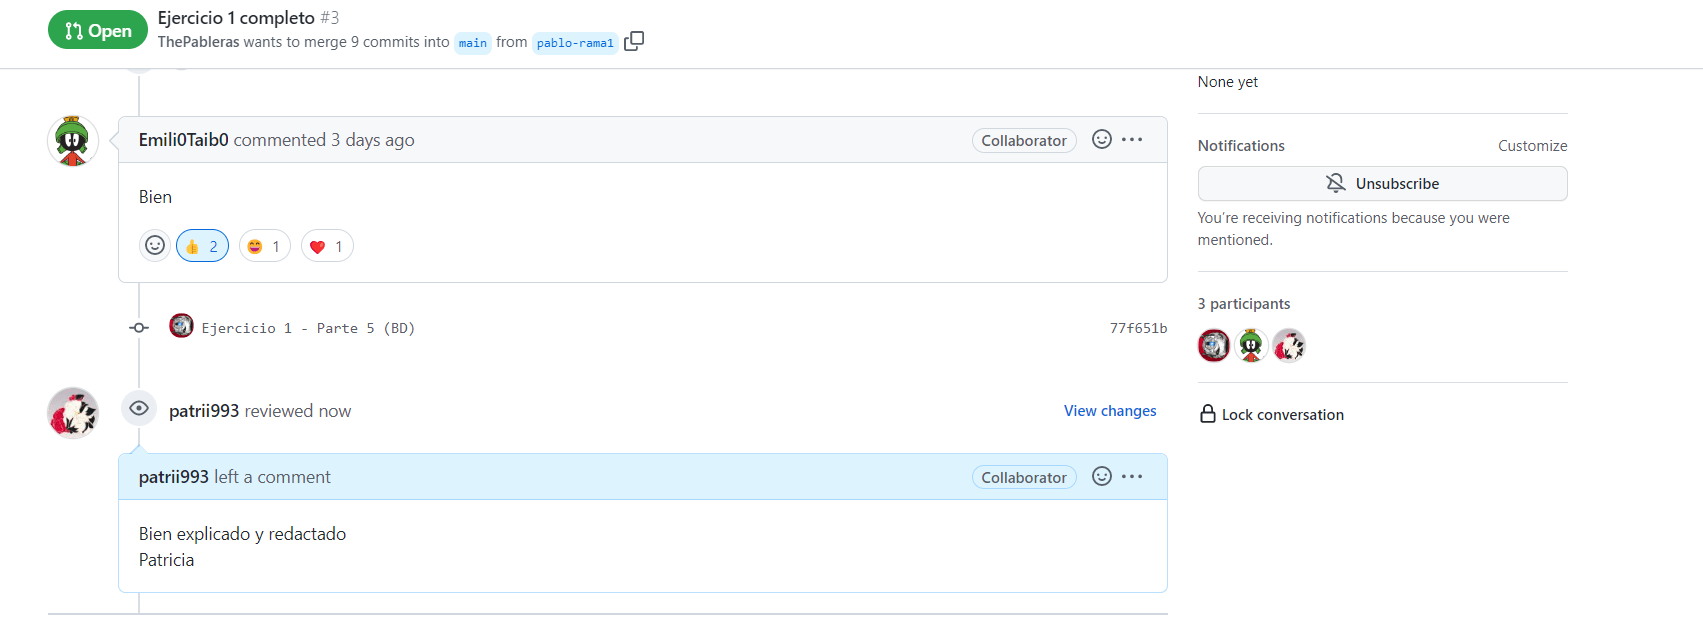 Open
Ejercicio 1 completo #3
ThePableras wants to merge 9 commits into main from pablo-rama1
None yet
Emili0Taib0 commented 3 days ago
Collaborator
Notifications
Customize
Bien
Unsubscribe
You're receiving notifications because you were
mentioned.
2
1
1
3 participants
Ejercicio 1 - Parte 5 (BD)
77f651b
patrii993 reviewed now
View changes
Lock conversation
patrii993 left a comment
Collaborator
Bien explicado y redactado
Patricia